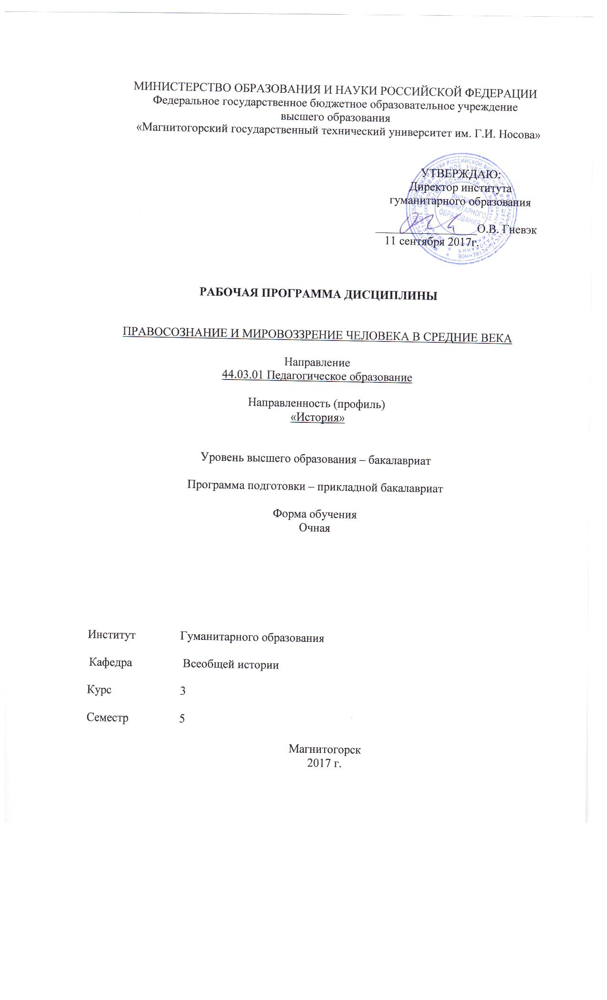 МИНИСТЕРСТВО ОБРАЗОВАНИЯ И НАУКИ РОССИЙСКОЙ ФЕДЕРАЦИИ
Федеральное государственное бюджетное образовательное учреждение
высшего образования
«Магнитогорский государственный технический университет им. Г.И. Носова»
УТВЕРЖДАЮ:
Директор института
гуманитарного образования
О.В. Гневэк
11 сентября 2017г.
ИНСТИТУТ
ГУМАНИТАРНОГО
ОБРАЗОВАНИЯ
РАБОЧАЯ ПРОГРАММА ДИСЦИПЛИНЫ
ПРАВОСОЗНАНИЕ И МИРОВОЗЗРЕНИЕ ЧЕЛОВЕКА В СРЕДНИЕ ВЕКА
Направление
44.03.01 Педагогическое образование
Направленность (профиль)
«История»
Уровень высшего образования – бакалавриат
Программа подготовки – прикладной бакалавриат
Форма обучения
Очная
Институт Гуманитарного образования
Кафедра Всеобщей истории
Курс 3
Семестр 5
Магнитогорск
2017 г.